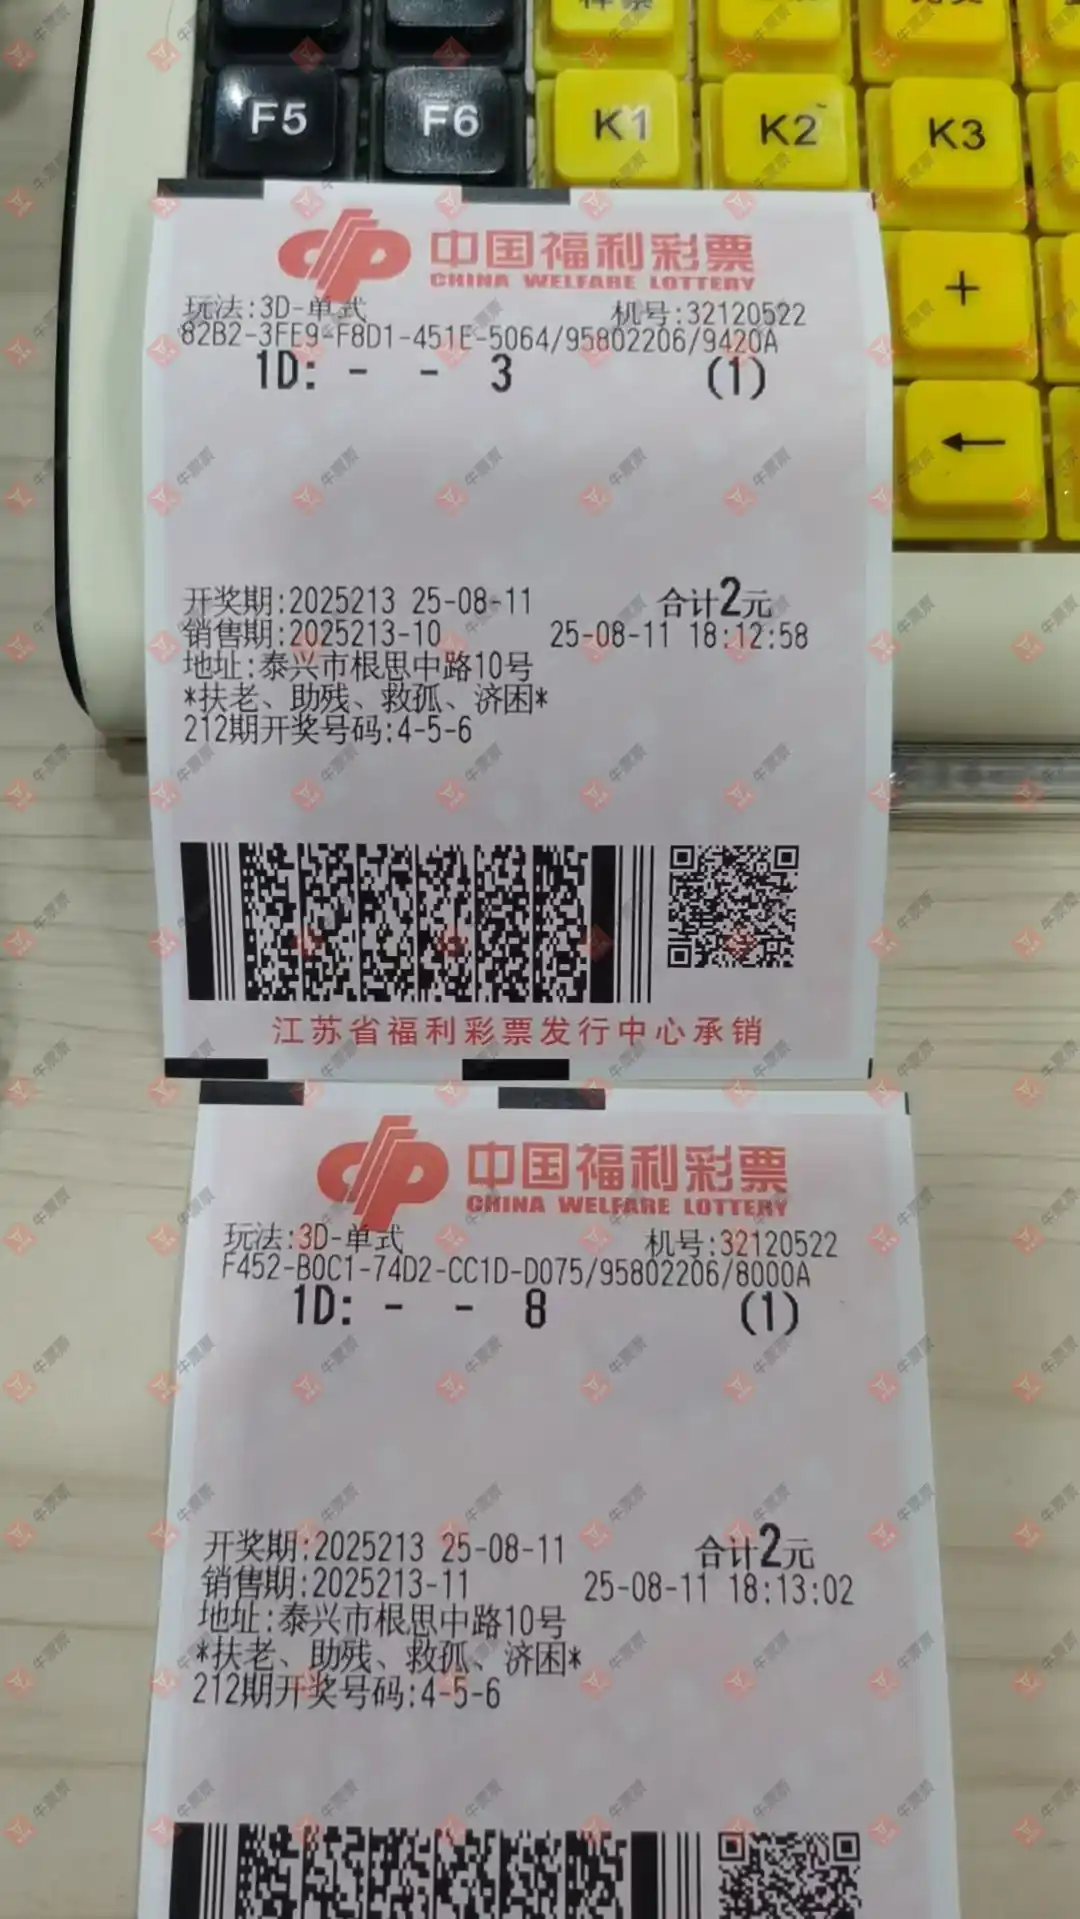 F5 F6 K1 K2 K3
+
←
中国福利彩票
CHINA WELFARE LOTTERY
玩法:3D-单式 机号:32120522
82B2-3FE9-F8D1-451E-5064/95802206/9420A
1D: - - 3 (1)
开奖期:2025213 25-08-11 合计2元
销售期:2025213-10 25-08-11 18:12:58
地址:泰兴市根思中路10号
*扶老、助残、救孤、济困*
212期开奖号码:4-5-6
江苏省福利彩票发行中心承销
中国福利彩票
CHINA WELFARE LOTTERY
玩法:3D-单式 机号:32120522
F452-B0C1-74D2-CC1D-D075/95802206/8000A
1D: - - 8 (1)
开奖期:2025213 25-08-11 合计2元
销售期:2025213-11 25-08-11 18:13:02
地址:泰兴市根思中路10号
*扶老、助残、救孤、济困*
212期开奖号码:4-5-6
牛票票